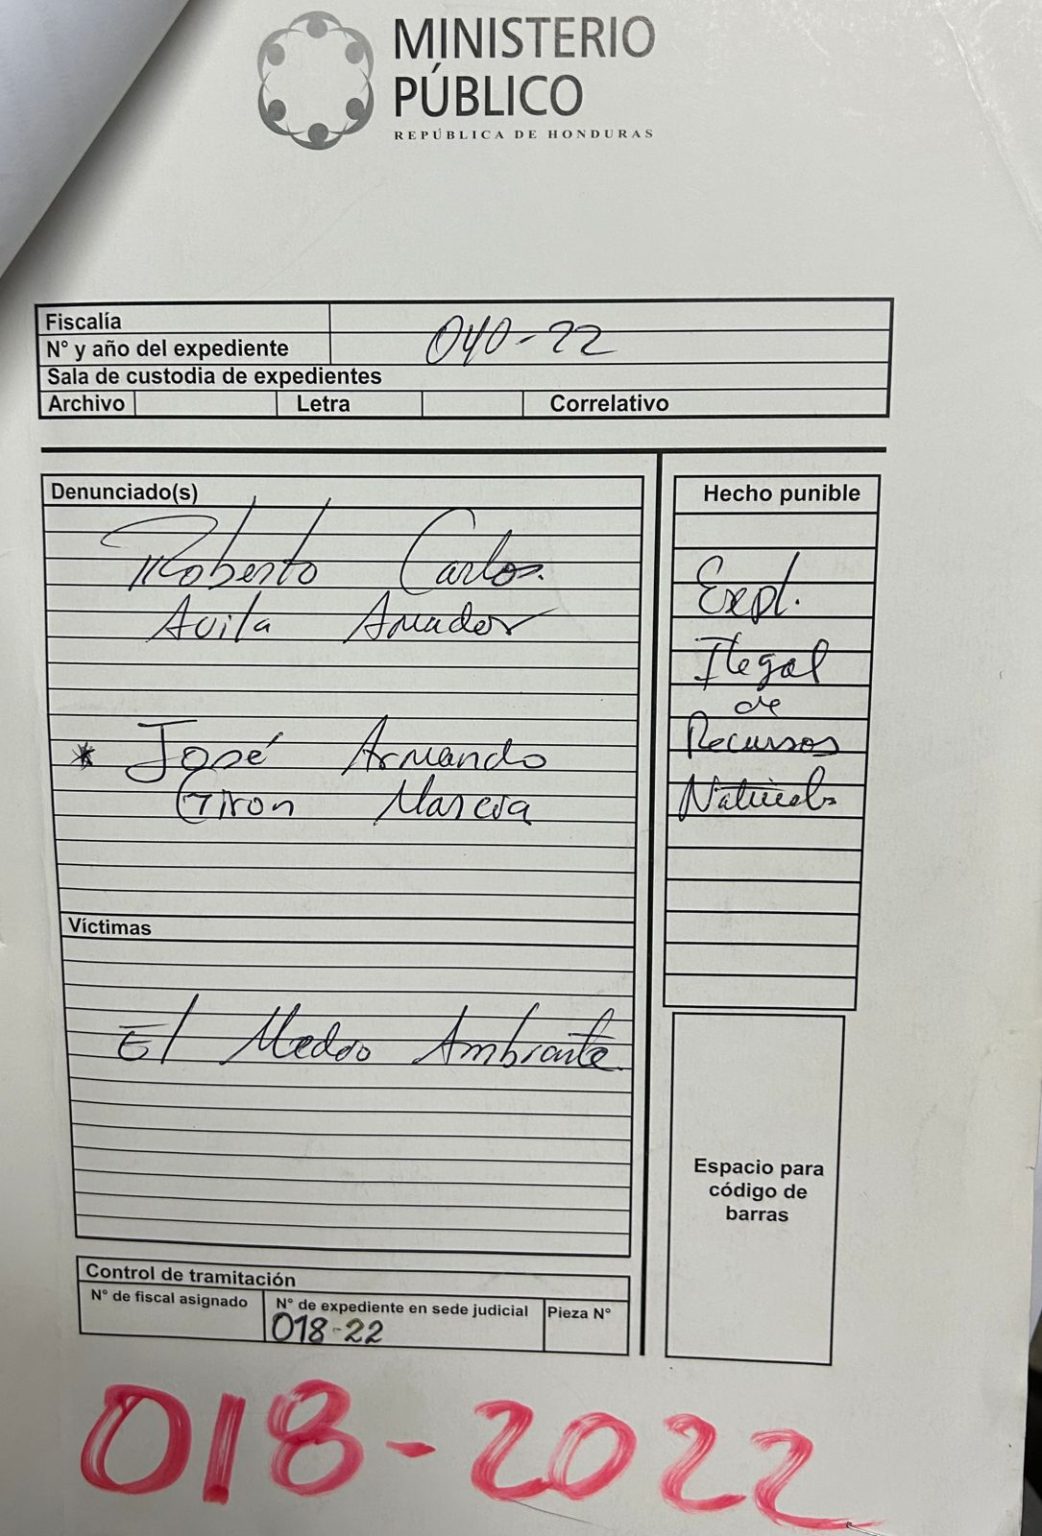 MINISTERIO
PÚBLICO
REPÚBLICA DE HONDURAS
Fiscalía
N° y año del expediente 040-22
Sala de custodia de expedientes
Archivo Letra Correlativo
Denunciado(s)
Roberto Carlos
Avila Amador
* José Armando
Giron Mareia
Víctimas
El Medio Ambiente
Hecho punible
Expl.
Ilegal
de
Recursos
Naturales
Espacio para
código de
barras
Control de tramitación
N° de fiscal asignado
N° de expediente en sede judicial
018-22
Pieza N°
018-2022